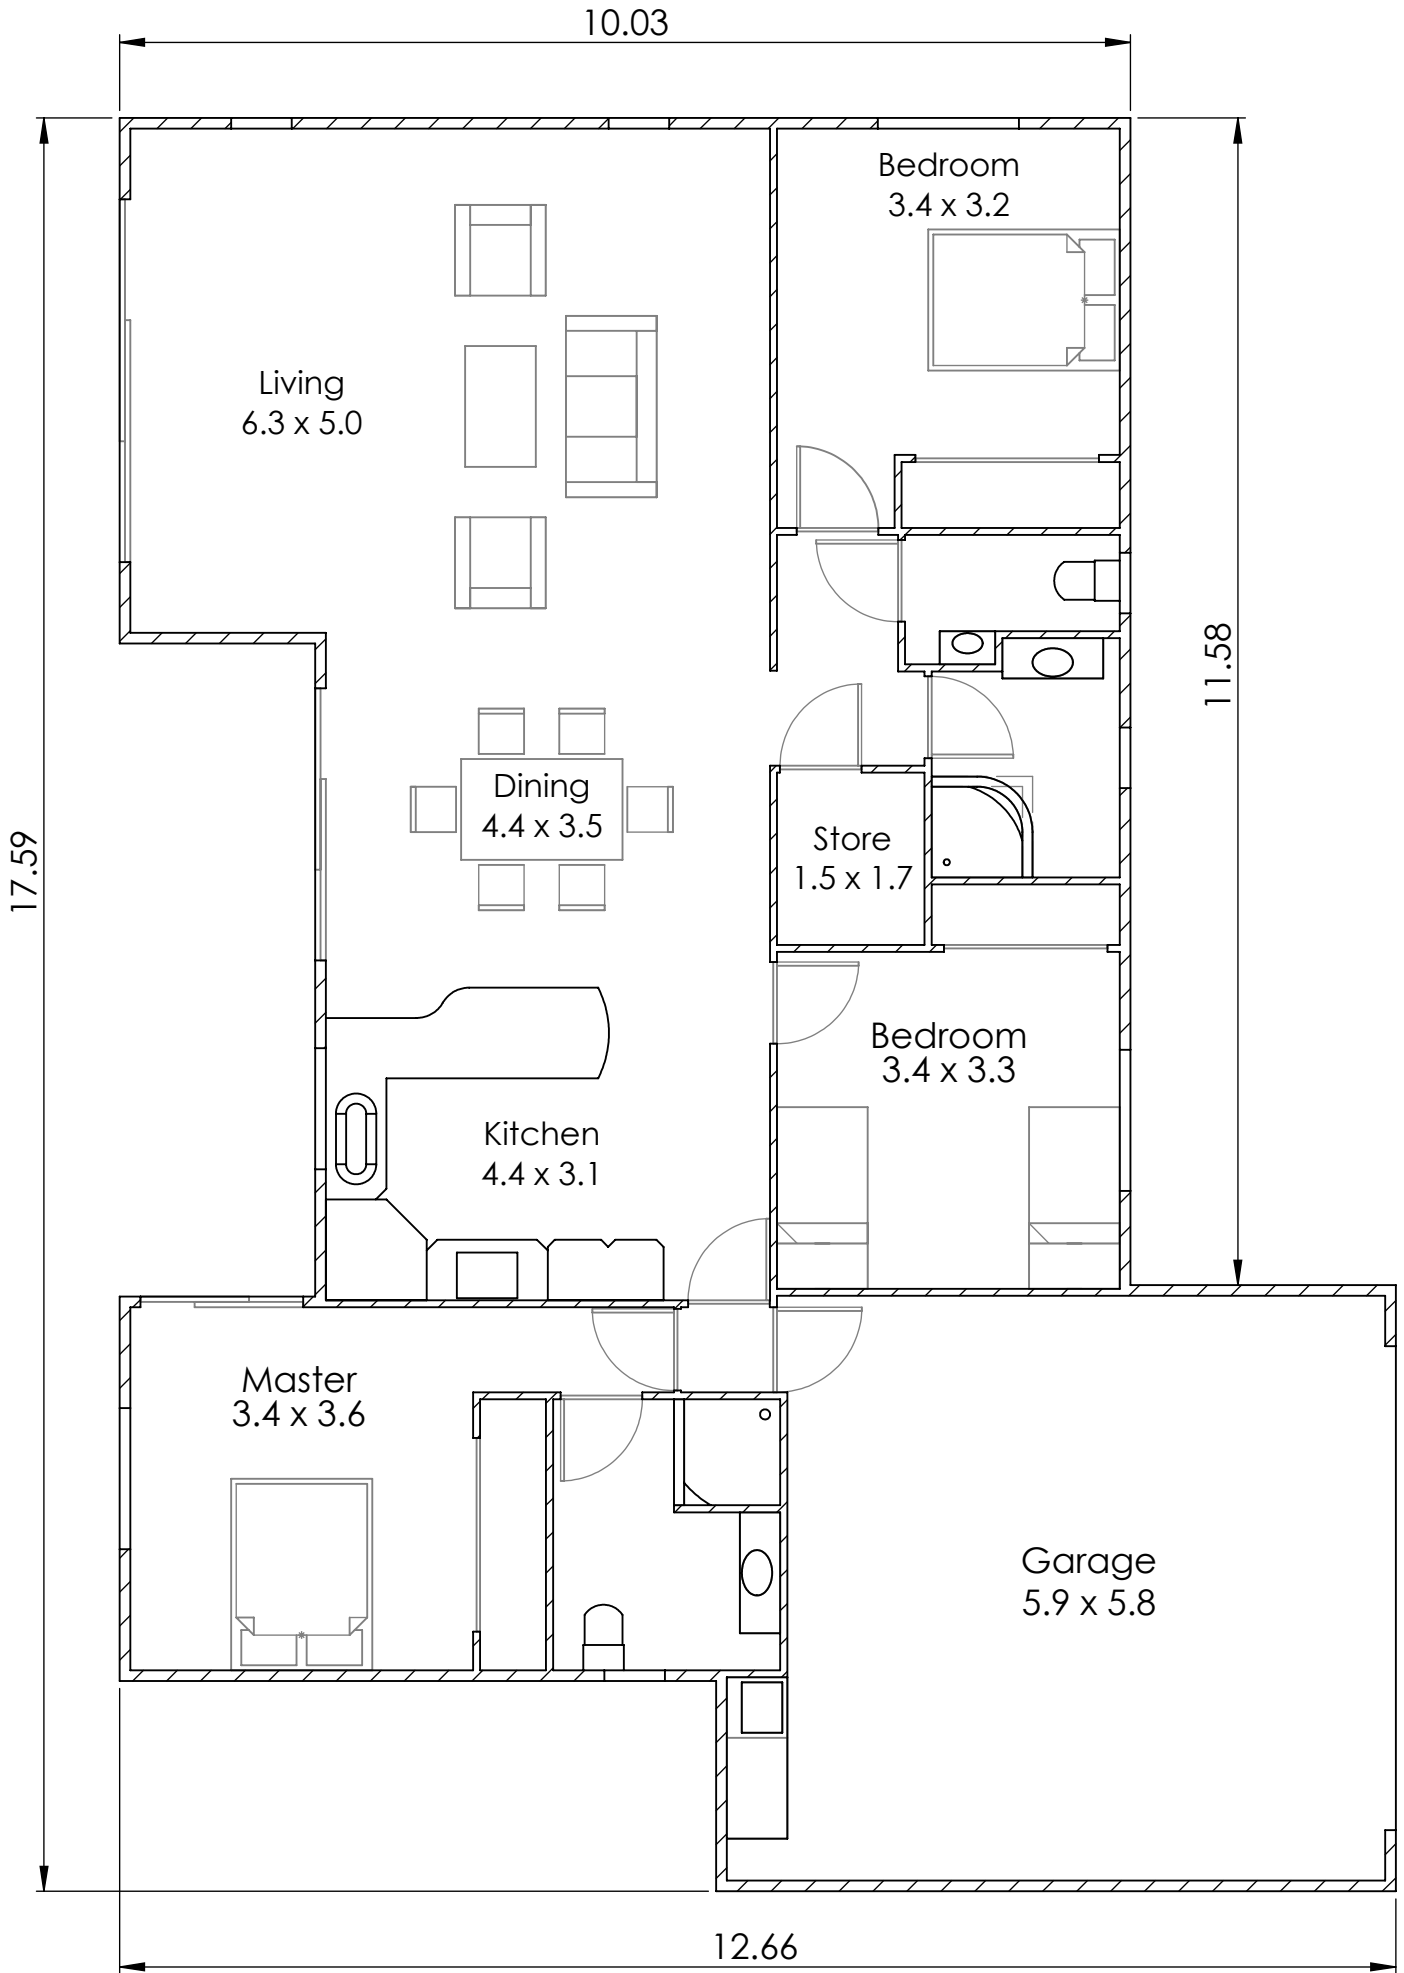 10.03
Bedroom
3.4 x 3.2
Living
6.3 x 5.0
11.58
Dining
4.4 x 3.5
17.59
Store
1.5 x 1.7
Bedroom
3.4 x 3.3
Kitchen
4.4 x 3.1
Master
3.4 x 3.6
Garage
5.9 x 5.8
12.66